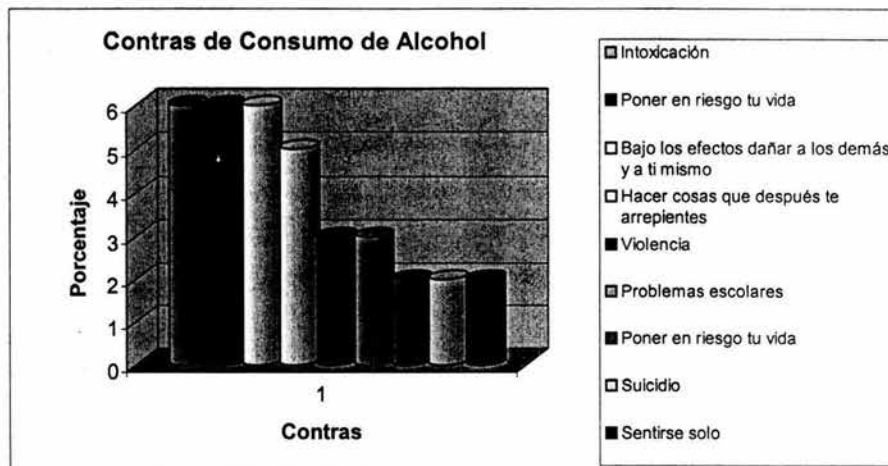 Contras de Consumo de Alcohol
Porcentaje
6
5
4
3
2
1
0
1
Contras
Intoxicación
Poner en riesgo tu vida
Bajo los efectos dañar a los demás
y a ti mismo
Hacer cosas que después te
arrepientes
Violencia
Problemas escolares
Poner en riesgo tu vida
Suicidio
Sentirse solo